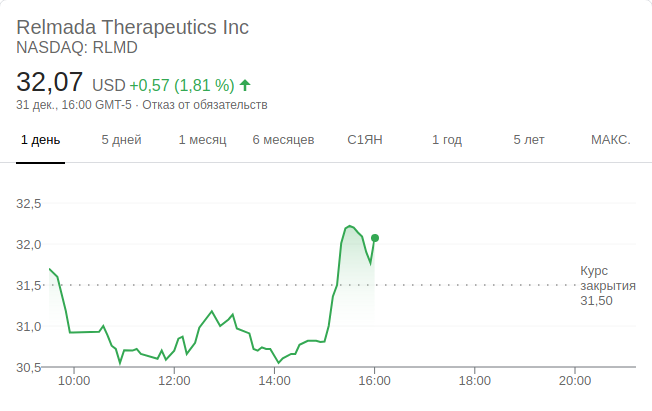 Relmada Therapeutics Inc
NASDAQ: RLMD
32,07 USD +0,57 (1,81 %)
31 дек., 16:00 GMT-5 · Отказ от обязательств
1 день 5 дней 1 месяц 6 месяцев С1ЯН 1 год 5 лет МАКС.
32,5
32,0
31,5
31,0
30,5
Курс
закрытия
31,50
10:00 12:00 14:00 16:00 18:00 20:00